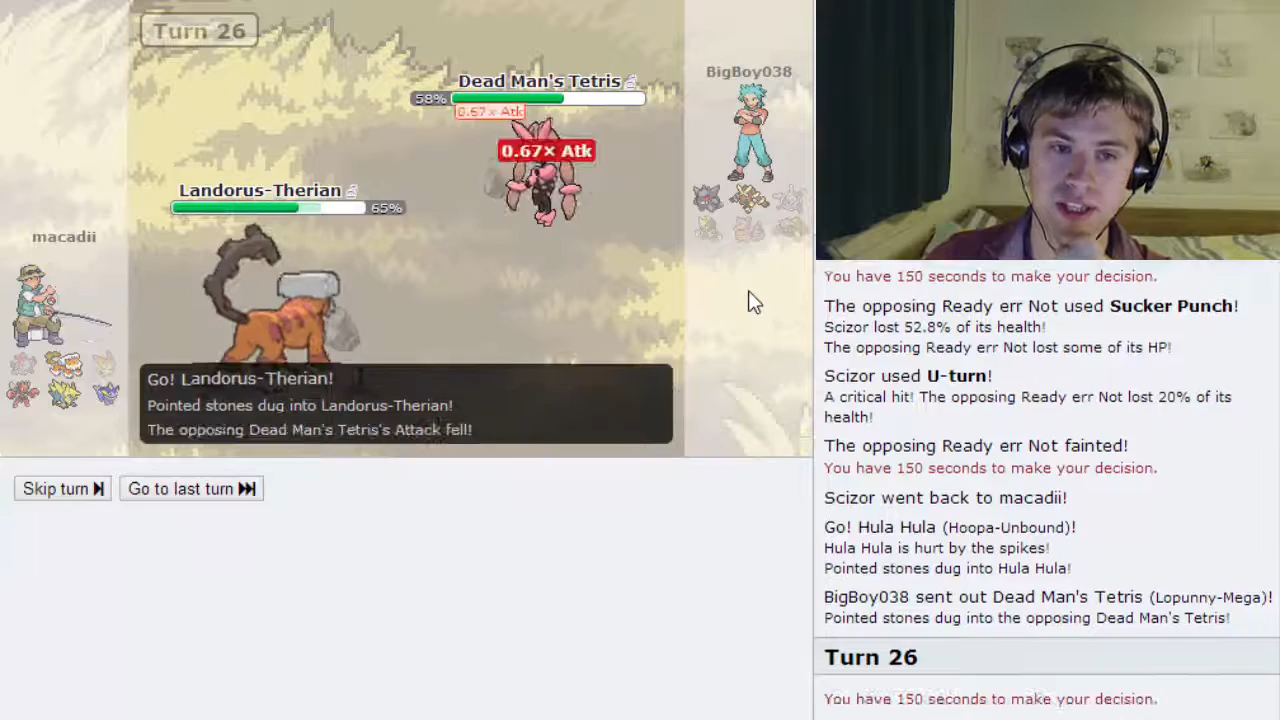 Turn 26
Dead Man's Tetris
BigBoy038
58%
0.67× Atk
0.67× Atk
Landorus-Therian
65%
macadii
Go! Landorus-Therian!
Pointed stones dug into Landorus-Therian!
The opposing Dead Man's Tetris's Attack fell!
Skip turn
Go to last turn
You have 150 seconds to make your decision.
The opposing Ready err Not used Sucker Punch!
Scizor lost 52.8% of its health!
The opposing Ready err Not lost some of its HP!
Scizor used U-turn!
A critical hit! The opposing Ready err Not lost 20% of its
health!
The opposing Ready err Not fainted!
You have 150 seconds to make your decision.
Scizor went back to macadii!
Go! Hula Hula (Hoopa-Unbound)!
Hula Hula is hurt by the spikes!
Pointed stones dug into Hula Hula!
BigBoy038 sent out Dead Man's Tetris (Lopunny-Mega)!
Pointed stones dug into the opposing Dead Man's Tetris!
Turn 26
You have 150 seconds to make your decision.